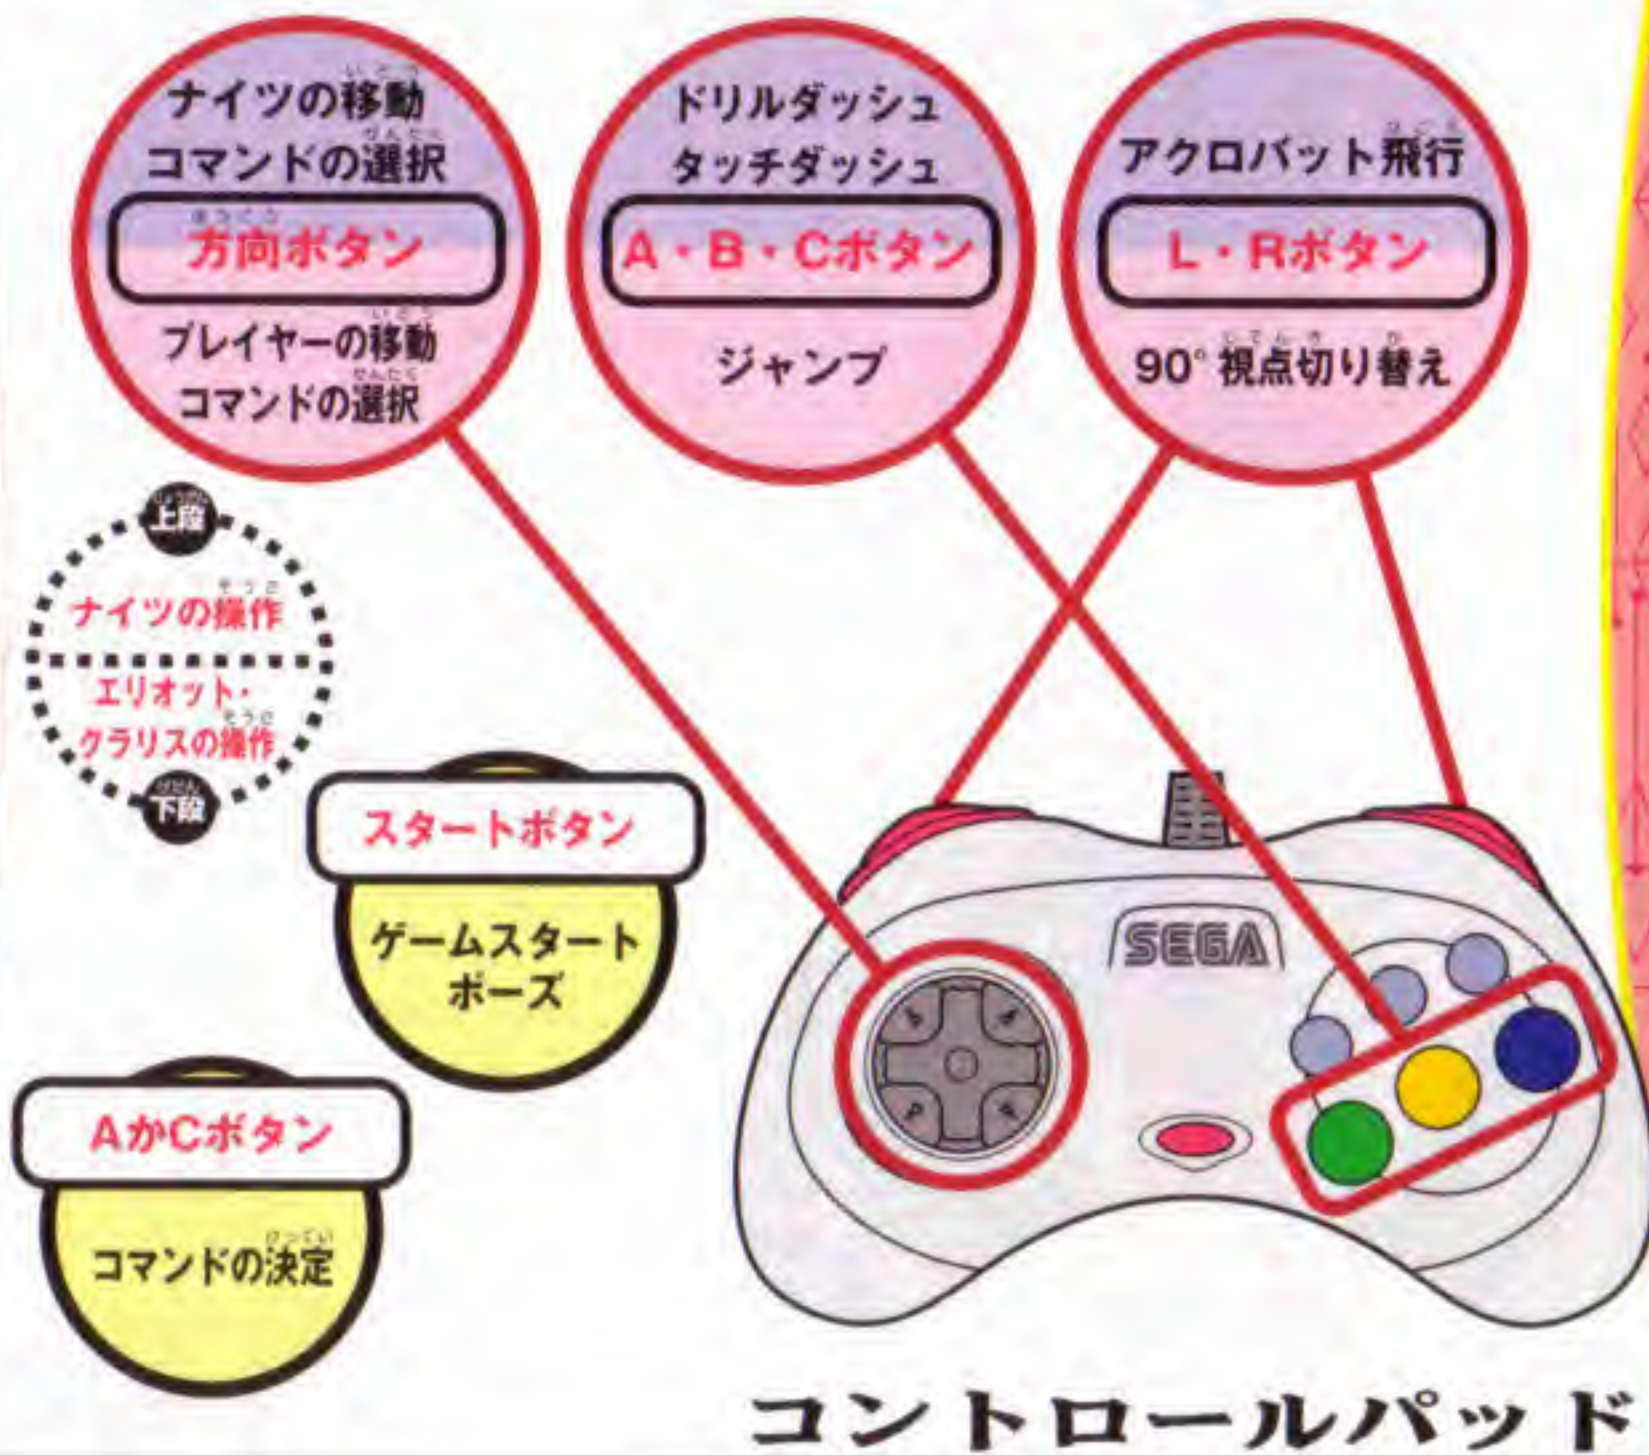 ナイツの移動
コマンドの選択
方向ボタン
プレイヤーの移動
コマンドの選択
ドリルダッシュ
タッチダッシュ
A・B・Cボタン
ジャンプ
アクロバット飛行
L・Rボタン
90°視点切り替え
上段
ナイツの操作
エリオット・
クラリスの操作
下段
スタートボタン
ゲームスタート
ポーズ
AかCボタン
コマンドの決定
SEGA
コントロールパッド